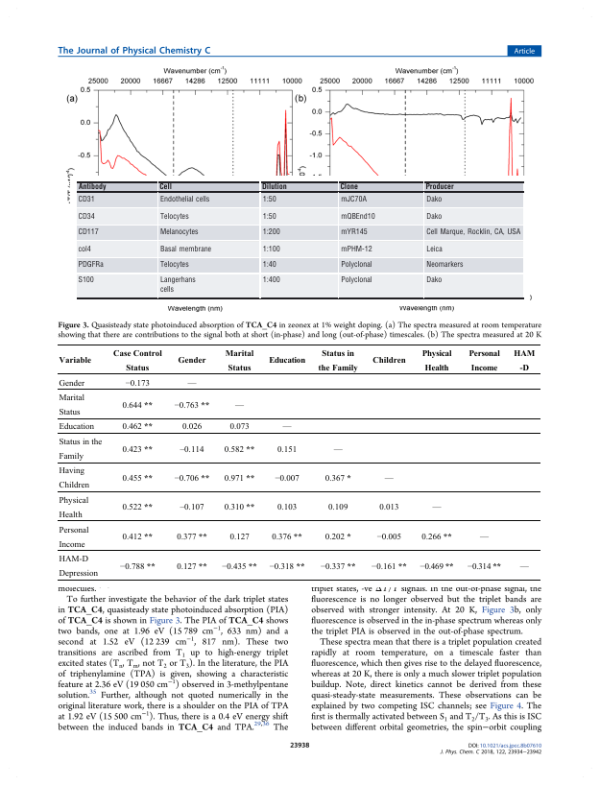 The Journal of Physical Chemistry C
Article
Wavenumber (cm⁻¹)
25000 20000 16667 14286 12500 11111 10000
(a)
0.5
0.0
-0.5
Wavenumber (cm⁻¹)
25000 20000 16667 14286 12500 11111 10000
(b)
0.5
0.0
-0.5
-1.0
Antibody Cell Dilution Clone Producer
CD31 Endothelial cells 1:50 mJC70A Dako
CD34 Telocytes 1:50 mQBEnd10 Dako
CD117 Melanocytes 1:200 mYR145 Cell Marque, Rocklin, CA, USA
col4 Basal membrane 1:100 mPHM-12 Leica
PDGFRa Telocytes 1:40 Polyclonal Neomarkers
S100 Langerhans 1:400 Polyclonal Dako
cells
Wavelength (nm) Wavelength (nm)
Figure 3. Quasisteady state photoinduced absorption of TCA_C4 in zeonex at 1% weight doping. (a) The spectra measured at room temperature
showing that there are contributions to the signal both at short (in-phase) and long (out-of-phase) timescales. (b) The spectra measured at 20 K
Case Control Marital Status in Physical Personal HAM
Variable Gender Education Children
Status Status the Family Health Income -D
Gender −0.173 —
Marital
0.644 ** −0.763 ** —
Status
Education 0.462 ** 0.026 0.073 —
Status in the
0.423 ** −0.114 0.582 ** 0.151 —
Family
Having
0.455 ** −0.706 ** 0.971 ** −0.007 0.367 * —
Children
Physical
0.522 ** −0.107 0.310 ** 0.103 0.109 0.013 —
Health
Personal
0.412 ** 0.377 ** 0.127 0.376 ** 0.202 * −0.005 0.266 ** —
Income
HAM-D
−0.788 ** 0.127 ** −0.435 ** −0.318 ** −0.337 ** −0.161 ** −0.469 ** −0.314 ** —
Depression
molecules.
To further investigate the behavior of the dark triplet states
in TCA_C4, quasisteady state photoinduced absorption (PIA)
of TCA_C4 is shown in Figure 3. The PIA of TCA_C4 shows
two bands, one at 1.96 eV (15 789 cm⁻¹, 633 nm) and a
second at 1.52 eV (12 239 cm⁻¹, 817 nm). These two
transitions are ascribed from T₁ up to high-energy triplet
excited states (Tₙ, Tₘ, not T₂ or T₃). In the literature, the PIA
of triphenylamine (TPA) is given, showing a characteristic
feature at 2.36 eV (19 050 cm⁻¹) observed in 3-methylpentane
solution.³⁵ Further, although not quoted numerically in the
original literature work, there is a shoulder on the PIA of TPA
at 1.92 eV (15 500 cm⁻¹). Thus, there is a 0.4 eV energy shift
between the induced bands in TCA_C4 and TPA.²⁹,³⁶ The
triplet states, -ve ΔT/T signals. In the out-of-phase signal, the
fluorescence is no longer observed but the triplet bands are
observed with stronger intensity. At 20 K, Figure 3b, only
fluorescence is observed in the in-phase spectrum whereas only
the triplet PIA is observed in the out-of-phase spectrum.
These spectra mean that there is a triplet population created
rapidly at room temperature, on a timescale faster than
fluorescence, which then gives rise to the delayed fluorescence,
whereas at 20 K, there is only a much slower triplet population
buildup. Note, direct kinetics cannot be derived from these
quasi-steady-state measurements. These observations can be
explained by two competing ISC channels; see Figure 4. The
first is thermally activated between S₁ and T₂/T₃. As this is ISC
between different orbital geometries, the spin−orbit coupling
23938
DOI: 10.1021/acs.jpcc.8b07610
J. Phys. Chem. C 2018, 122, 23934−23942